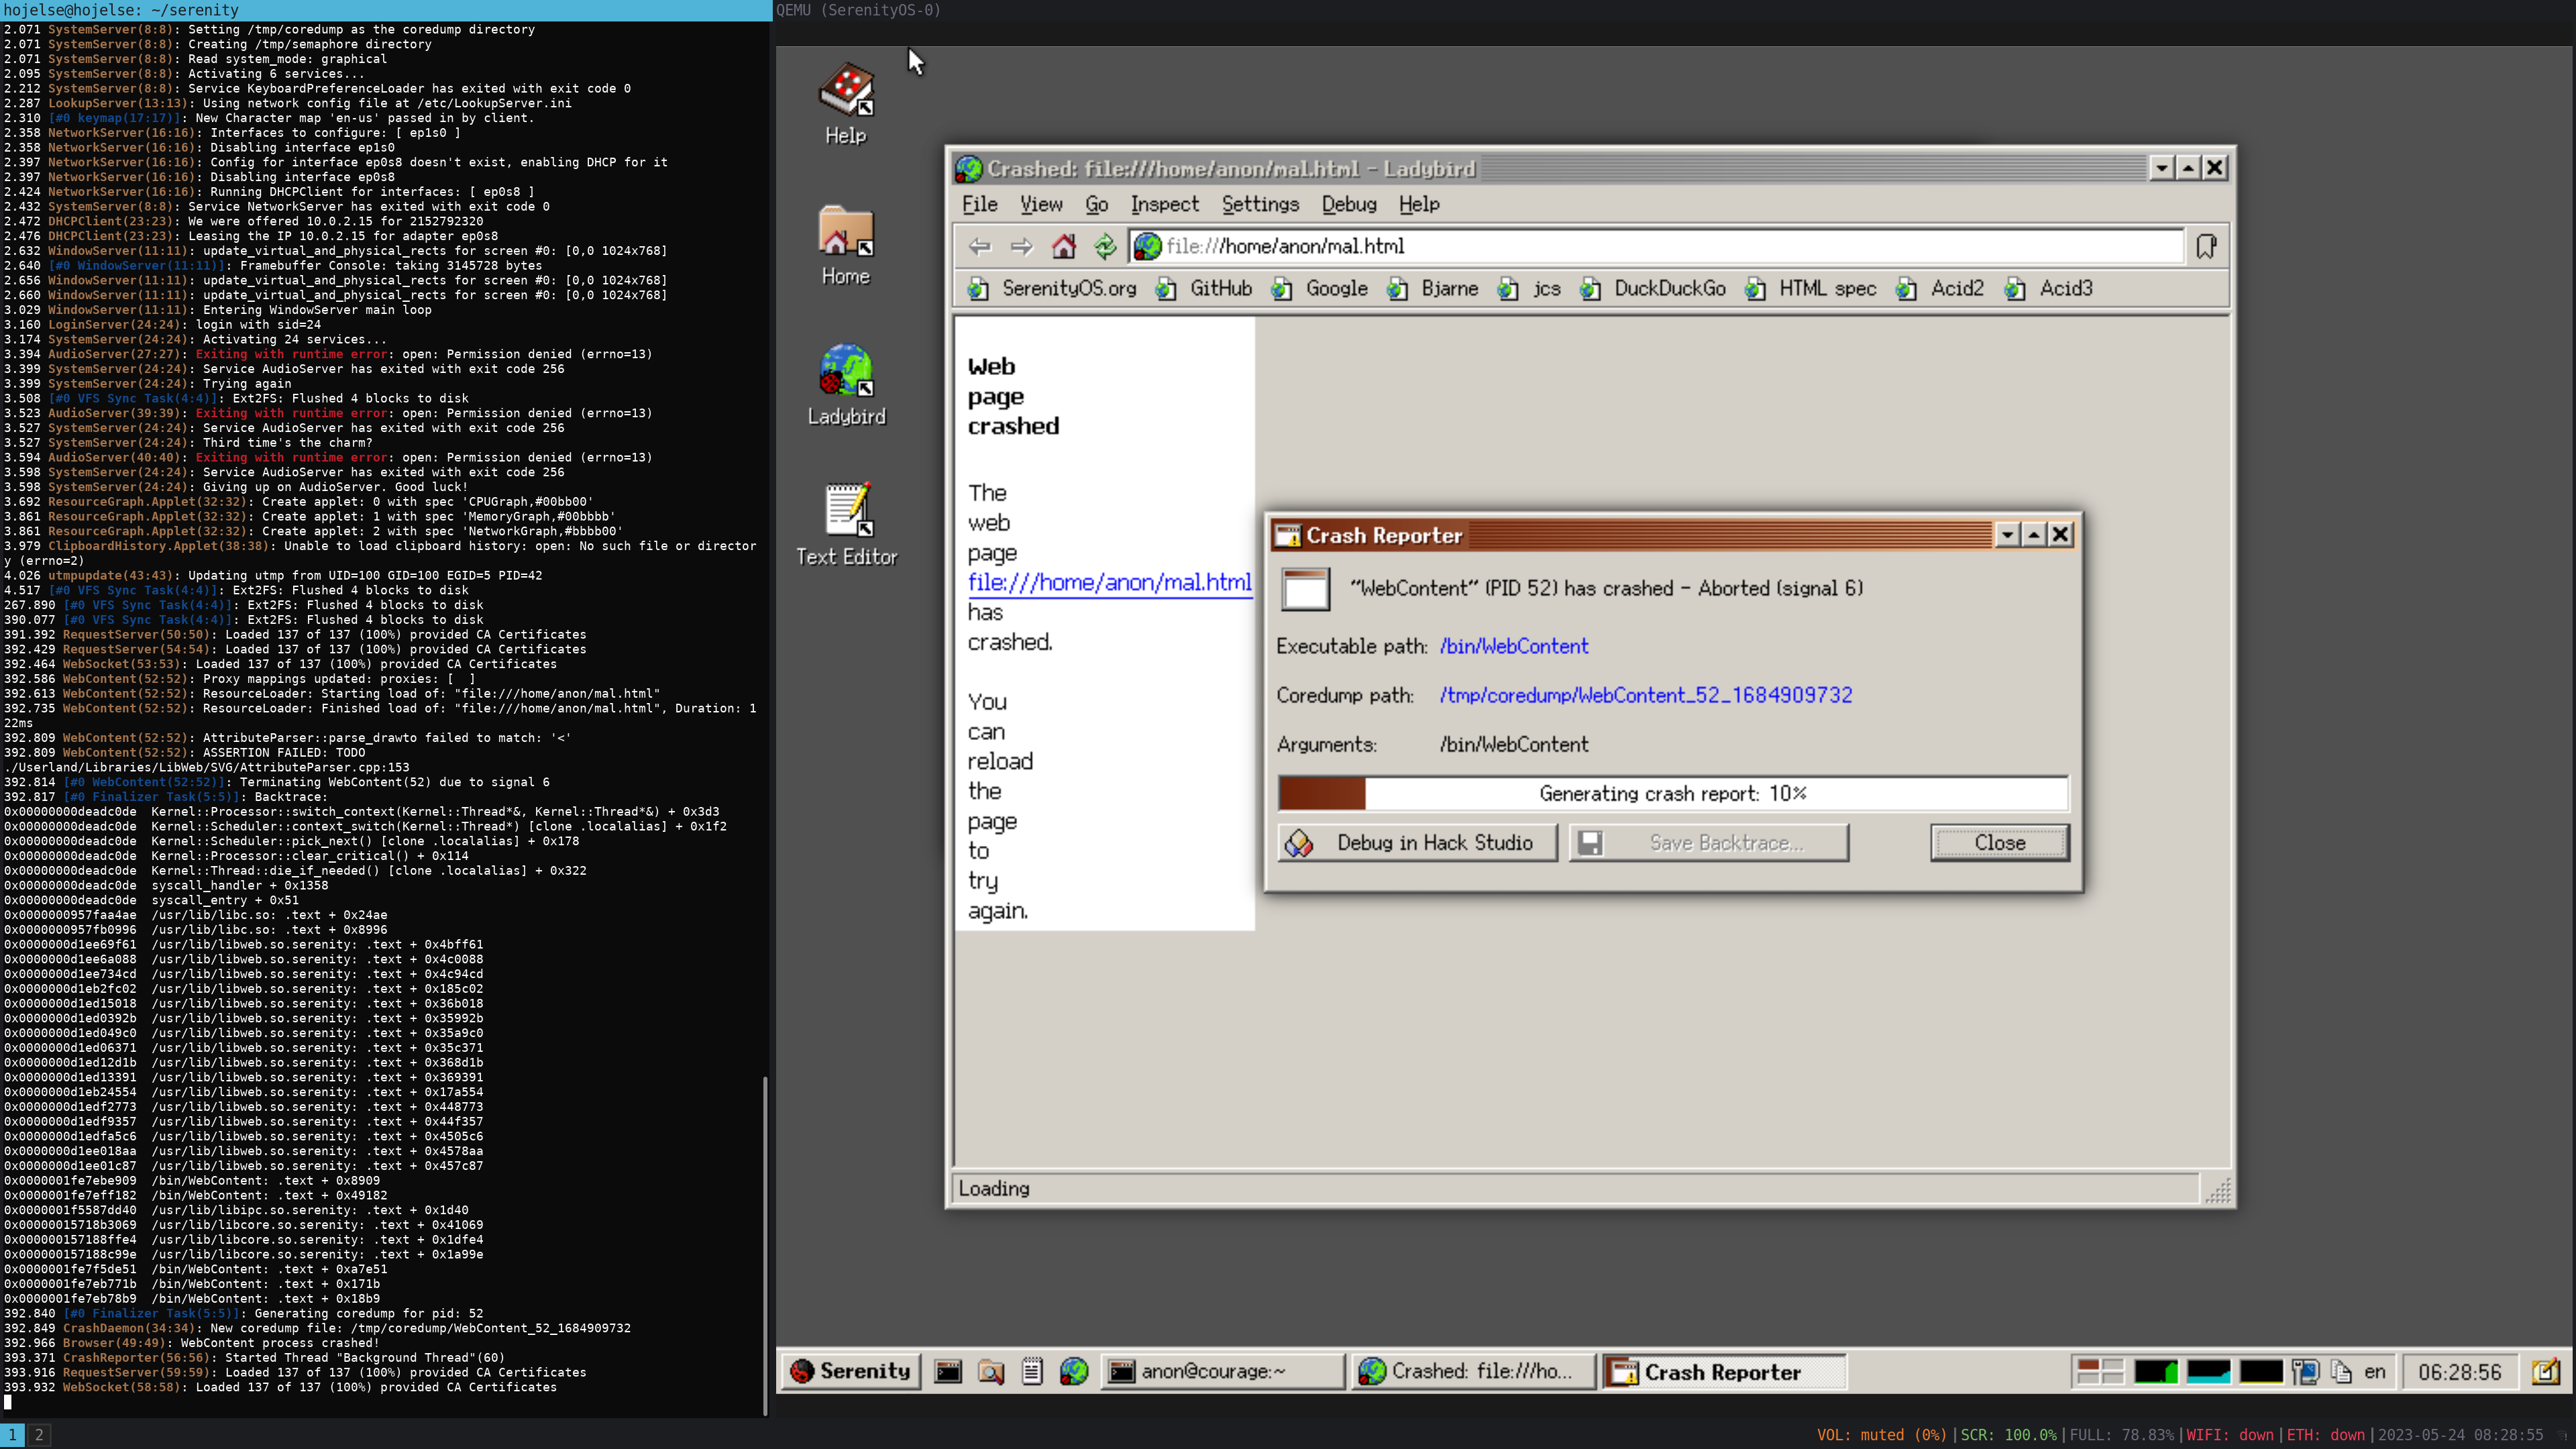 hojelse@hojelse: ~/serenity
2.071 SystemServer(8:8): Setting /tmp/coredump as the coredump directory
2.071 SystemServer(8:8): Creating /tmp/semaphore directory
2.071 SystemServer(8:8): Read system_mode: graphical
2.095 SystemServer(8:8): Activating 6 services...
2.212 SystemServer(8:8): Service KeyboardPreferenceLoader has exited with exit code 0
2.287 LookupServer(13:13): Using network config file at /etc/LookupServer.ini
2.310 [#0 keymap(17:17)]: New Character map 'en-us' passed in by client.
2.358 NetworkServer(16:16): Interfaces to configure: [ ep1s0 ]
2.358 NetworkServer(16:16): Disabling interface ep1s0
2.397 NetworkServer(16:16): Config for interface ep0s8 doesn't exist, enabling DHCP for it
2.397 NetworkServer(16:16): Disabling interface ep0s8
2.424 NetworkServer(16:16): Running DHCPClient for interfaces: [ ep0s8 ]
2.432 SystemServer(8:8): Service NetworkServer has exited with exit code 0
2.472 DHCPClient(23:23): We were offered 10.0.2.15 for 2152792320
2.476 DHCPClient(23:23): Leasing the IP 10.0.2.15 for adapter ep0s8
2.632 WindowServer(11:11): update_virtual_and_physical_rects for screen #0: [0,0 1024x768]
2.640 [#0 WindowServer(11:11)]: Framebuffer Console: taking 3145728 bytes
2.656 WindowServer(11:11): update_virtual_and_physical_rects for screen #0: [0,0 1024x768]
2.660 WindowServer(11:11): update_virtual_and_physical_rects for screen #0: [0,0 1024x768]
3.029 WindowServer(11:11): Entering WindowServer main loop
3.160 LoginServer(24:24): login with sid=24
3.174 SystemServer(24:24): Activating 24 services...
3.394 AudioServer(27:27): Exiting with runtime error: open: Permission denied (errno=13)
3.399 SystemServer(24:24): Service AudioServer has exited with exit code 256
3.399 SystemServer(24:24): Trying again
3.508 [#0 VFS Sync Task(4:4)]: Ext2FS: Flushed 4 blocks to disk
3.523 AudioServer(39:39): Exiting with runtime error: open: Permission denied (errno=13)
3.527 SystemServer(24:24): Service AudioServer has exited with exit code 256
3.527 SystemServer(24:24): Third time's the charm?
3.594 AudioServer(40:40): Exiting with runtime error: open: Permission denied (errno=13)
3.598 SystemServer(24:24): Service AudioServer has exited with exit code 256
3.598 SystemServer(24:24): Giving up on AudioServer. Good luck!
3.692 ResourceGraph.Applet(32:32): Create applet: 0 with spec 'CPUGraph,#00bb00'
3.861 ResourceGraph.Applet(32:32): Create applet: 1 with spec 'MemoryGraph,#00bbbb'
3.861 ResourceGraph.Applet(32:32): Create applet: 2 with spec 'NetworkGraph,#bbbb00'
3.979 ClipboardHistory.Applet(38:38): Unable to load clipboard history: open: No such file or director
y (errno=2)
4.026 utmpupdate(43:43): Updating utmp from UID=100 GID=100 EGID=5 PID=42
4.517 [#0 VFS Sync Task(4:4)]: Ext2FS: Flushed 4 blocks to disk
267.890 [#0 VFS Sync Task(4:4)]: Ext2FS: Flushed 4 blocks to disk
390.077 [#0 VFS Sync Task(4:4)]: Ext2FS: Flushed 4 blocks to disk
391.392 RequestServer(50:50): Loaded 137 of 137 (100%) provided CA Certificates
392.429 RequestServer(54:54): Loaded 137 of 137 (100%) provided CA Certificates
392.464 WebSocket(53:53): Loaded 137 of 137 (100%) provided CA Certificates
392.586 WebContent(52:52): Proxy mappings updated: proxies: [  ]
392.613 WebContent(52:52): ResourceLoader: Starting load of: "file:///home/anon/mal.html"
392.735 WebContent(52:52): ResourceLoader: Finished load of: "file:///home/anon/mal.html", Duration: 1
22ms
392.809 WebContent(52:52): AttributeParser::parse_drawto failed to match: '<'
392.809 WebContent(52:52): ASSERTION FAILED: TODO
./Userland/Libraries/LibWeb/SVG/AttributeParser.cpp:153
392.814 [#0 WebContent(52:52)]: Terminating WebContent(52) due to signal 6
392.817 [#0 Finalizer Task(5:5)]: Backtrace:
0x00000000deadc0de  Kernel::Processor::switch_context(Kernel::Thread*&, Kernel::Thread*&) + 0x3d3
0x00000000deadc0de  Kernel::Scheduler::context_switch(Kernel::Thread*) [clone .localalias] + 0x1f2
0x00000000deadc0de  Kernel::Scheduler::pick_next() [clone .localalias] + 0x178
0x00000000deadc0de  Kernel::Processor::clear_critical() + 0x114
0x00000000deadc0de  Kernel::Thread::die_if_needed() [clone .localalias] + 0x322
0x00000000deadc0de  syscall_handler + 0x1358
0x00000000deadc0de  syscall_entry + 0x51
0x0000000957faa4ae  /usr/lib/libc.so: .text + 0x24ae
0x0000000957fb0996  /usr/lib/libc.so: .text + 0x8996
0x0000000d1ee69f61  /usr/lib/libweb.so.serenity: .text + 0x4bff61
0x0000000d1ee6a088  /usr/lib/libweb.so.serenity: .text + 0x4c0088
0x0000000d1ee734cd  /usr/lib/libweb.so.serenity: .text + 0x4c94cd
0x0000000d1eb2fc02  /usr/lib/libweb.so.serenity: .text + 0x185c02
0x0000000d1ed15018  /usr/lib/libweb.so.serenity: .text + 0x36b018
0x0000000d1ed0392b  /usr/lib/libweb.so.serenity: .text + 0x35992b
0x0000000d1ed049c0  /usr/lib/libweb.so.serenity: .text + 0x35a9c0
0x0000000d1ed06371  /usr/lib/libweb.so.serenity: .text + 0x35c371
0x0000000d1ed12d1b  /usr/lib/libweb.so.serenity: .text + 0x368d1b
0x0000000d1ed13391  /usr/lib/libweb.so.serenity: .text + 0x369391
0x0000000d1eb24554  /usr/lib/libweb.so.serenity: .text + 0x17a554
0x0000000d1edf2773  /usr/lib/libweb.so.serenity: .text + 0x448773
0x0000000d1edf9357  /usr/lib/libweb.so.serenity: .text + 0x44f357
0x0000000d1edfa5c6  /usr/lib/libweb.so.serenity: .text + 0x4505c6
0x0000000d1ee018aa  /usr/lib/libweb.so.serenity: .text + 0x4578aa
0x0000000d1ee01c87  /usr/lib/libweb.so.serenity: .text + 0x457c87
0x0000001fe7ebe909  /bin/WebContent: .text + 0x8909
0x0000001fe7eff182  /bin/WebContent: .text + 0x49182
0x0000001f5587dd40  /usr/lib/libipc.so.serenity: .text + 0x1d40
0x00000015718b3069  /usr/lib/libcore.so.serenity: .text + 0x41069
0x000000157188ffe4  /usr/lib/libcore.so.serenity: .text + 0x1dfe4
0x000000157188c99e  /usr/lib/libcore.so.serenity: .text + 0x1a99e
0x0000001fe7f5de51  /bin/WebContent: .text + 0xa7e51
0x0000001fe7eb771b  /bin/WebContent: .text + 0x171b
0x0000001fe7eb78b9  /bin/WebContent: .text + 0x18b9
392.840 [#0 Finalizer Task(5:5)]: Generating coredump for pid: 52
392.849 CrashDaemon(34:34): New coredump file: /tmp/coredump/WebContent_52_1684909732
392.966 Browser(49:49): WebContent process crashed!
393.371 CrashReporter(56:56): Started Thread "Background Thread"(60)
393.916 RequestServer(59:59): Loaded 137 of 137 (100%) provided CA Certificates
393.932 WebSocket(58:58): Loaded 137 of 137 (100%) provided CA Certificates
QEMU (SerenityOS-0)
Help
Home
Ladybird
Text Editor
Crashed: file:///home/anon/mal.html - Ladybird
File View Go Inspect Settings Debug Help
file:///home/anon/mal.html
SerenityOS.org GitHub Google Bjarne jcs DuckDuckGo HTML spec Acid2 Acid3
Web
page
crashed
The
web
page
file:///home/anon/mal.html
has
crashed.
You
can
reload
the
page
to
try
again.
Loading
Crash Reporter
"WebContent" (PID 52) has crashed - Aborted (signal 6)
Executable path: /bin/WebContent
Coredump path: /tmp/coredump/WebContent_52_1684909732
Arguments: /bin/WebContent
Generating crash report: 10%
Debug in Hack Studio Save Backtrace... Close
Serenity anon@courage:~ Crashed: file:///ho... Crash Reporter en 06:28:56
1 2 VOL: muted (0%)|SCR: 100.0%|FULL: 78.83%|WIFI: down|ETH: down|2023-05-24 08:28:55